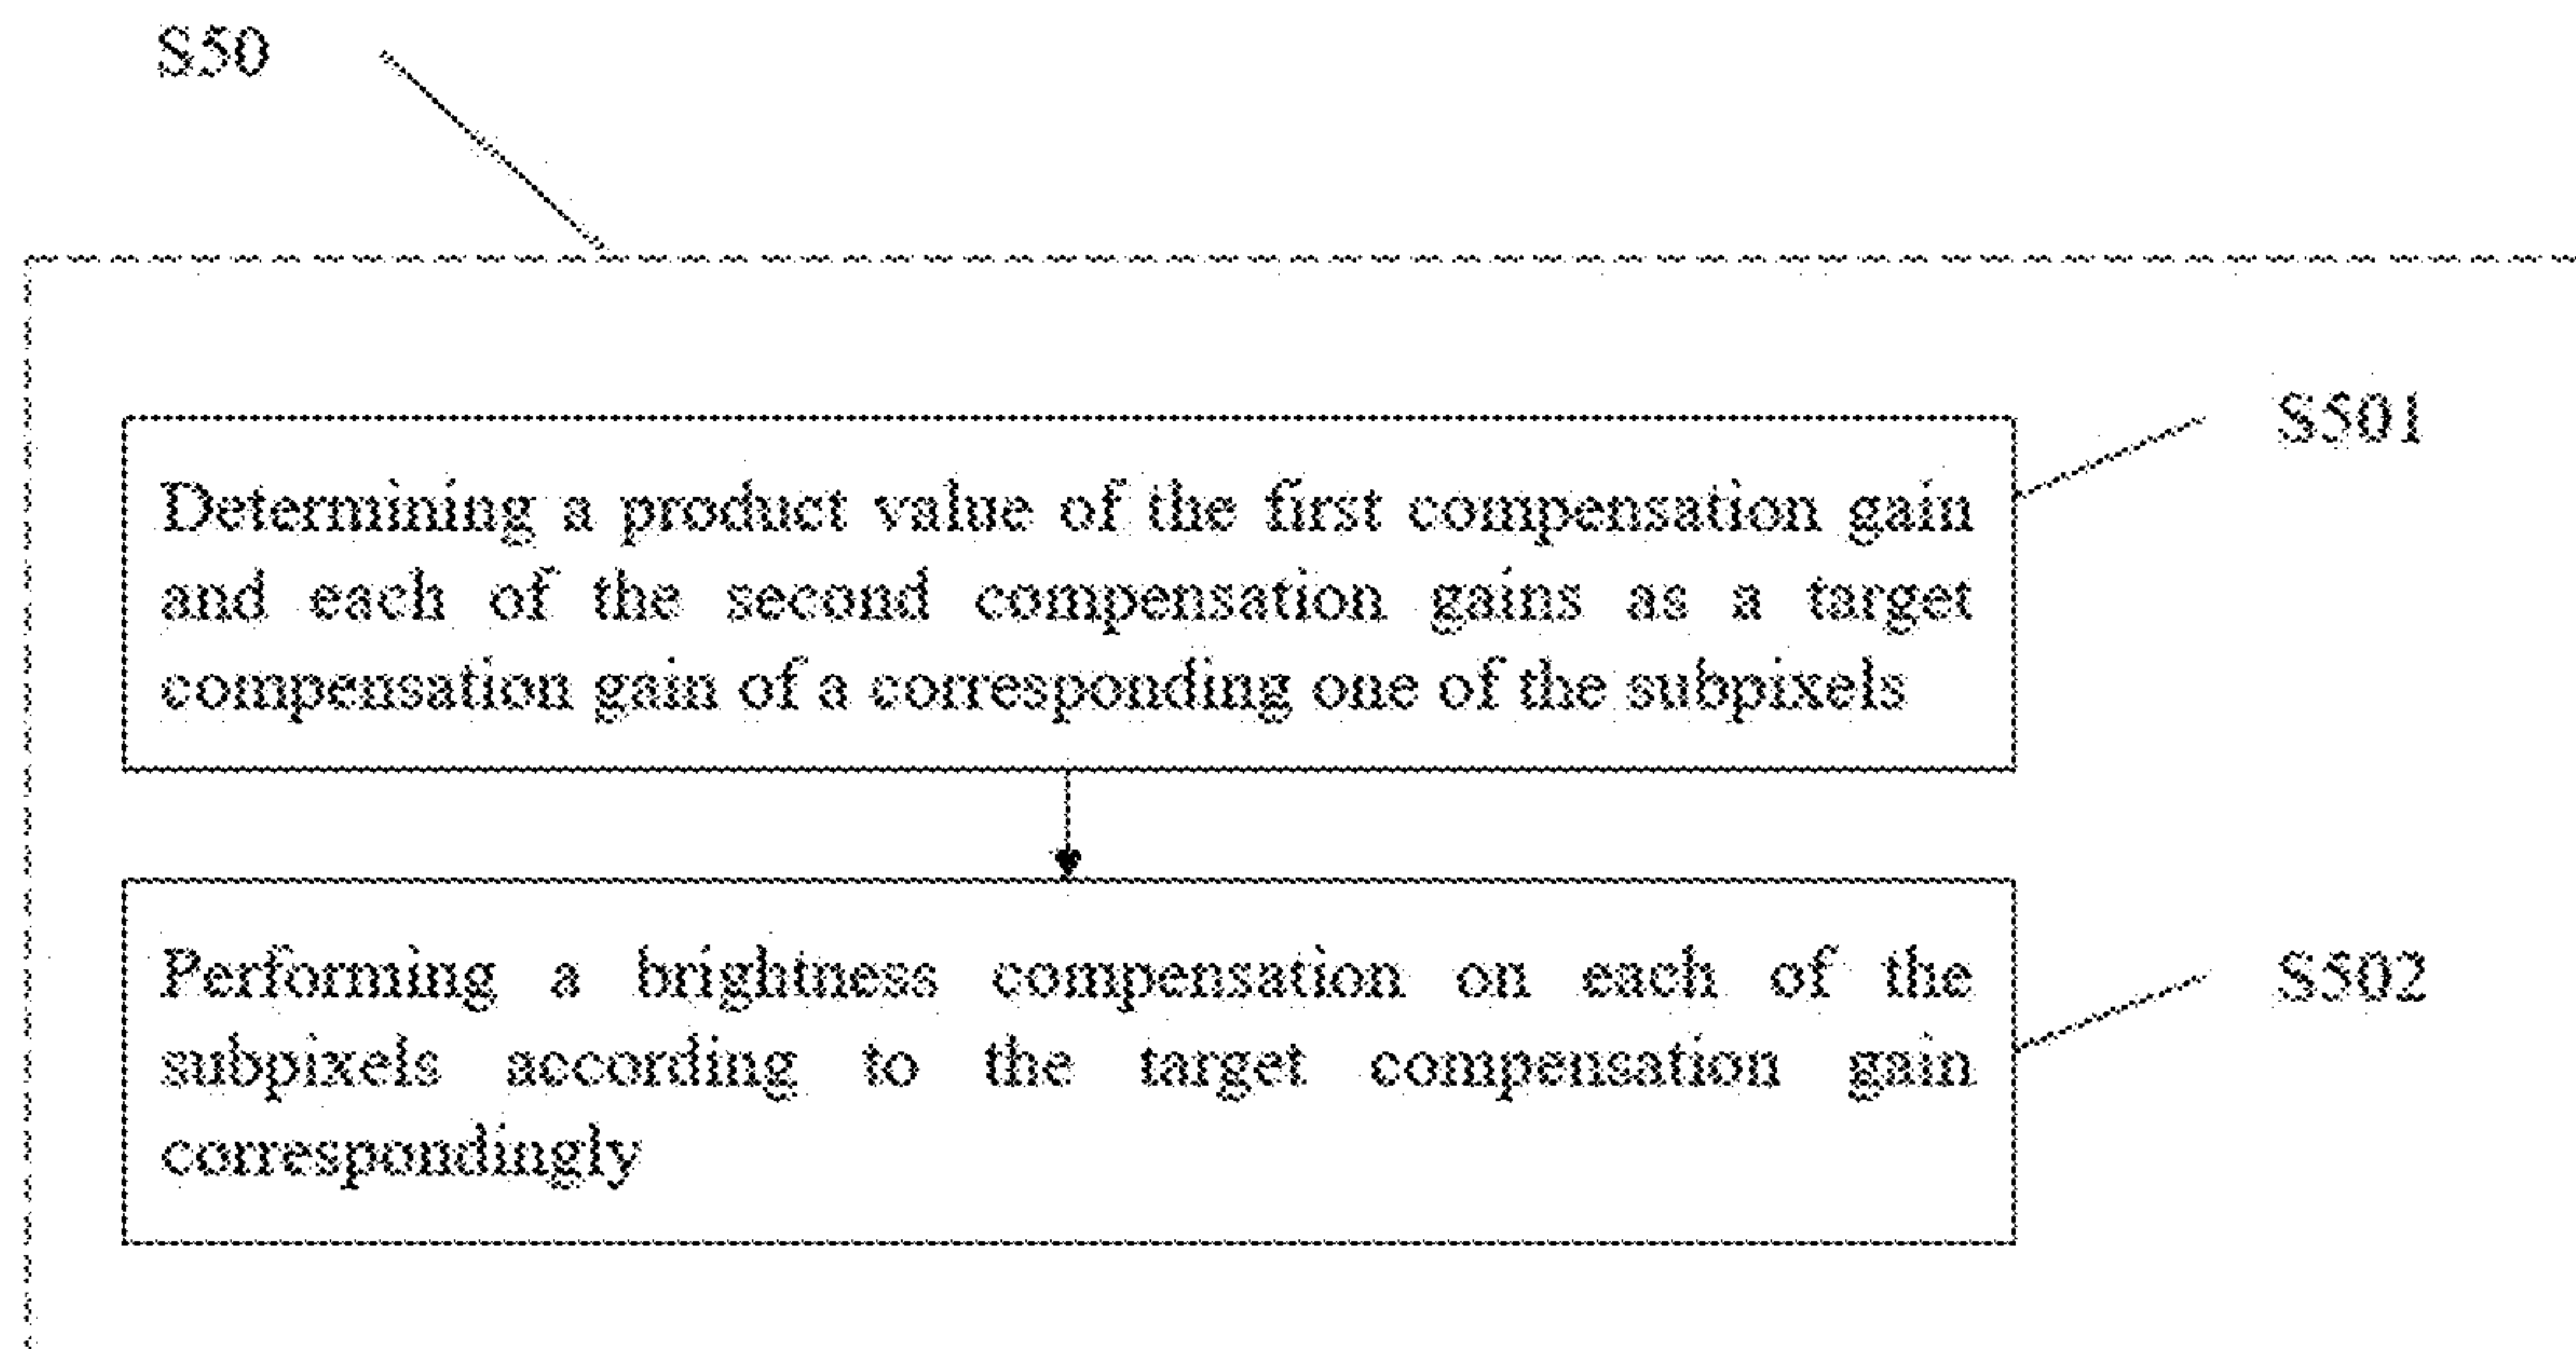 S50
S501
Determining a product value of the first compensation gain
and each of the second compensation gains as a target
compensation gain of a corresponding one of the subpixels
Performing a brightness compensation on each of the
S502
subpixels according to the target compensation gain
correspondingly